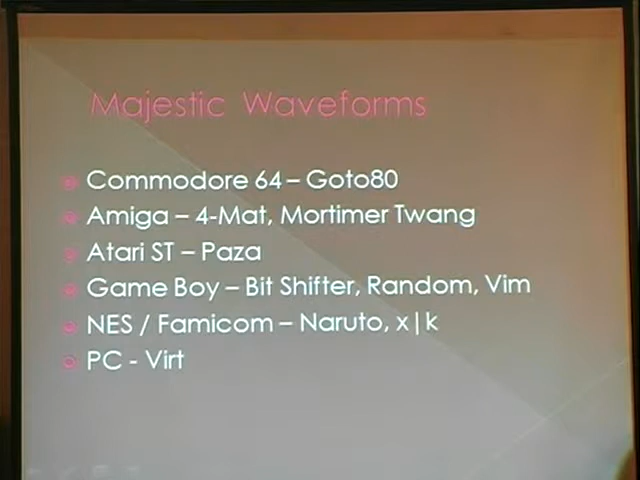 Majestic Waveforms
Commodore 64 – Goto80
Amiga – 4-Mat, Mortimer Twang
Atari ST – Paza
Game Boy – Bit Shifter, Random, Vim
NES / Famicom – Naruto, x|k
PC - Virt